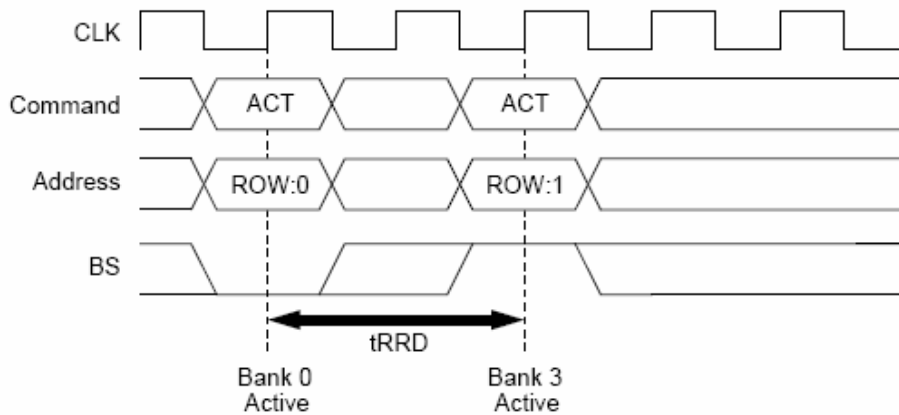 CLK
Command ACT ACT
Address ROW:0 ROW:1
BS
tRRD
Bank 0 Bank 3
Active Active